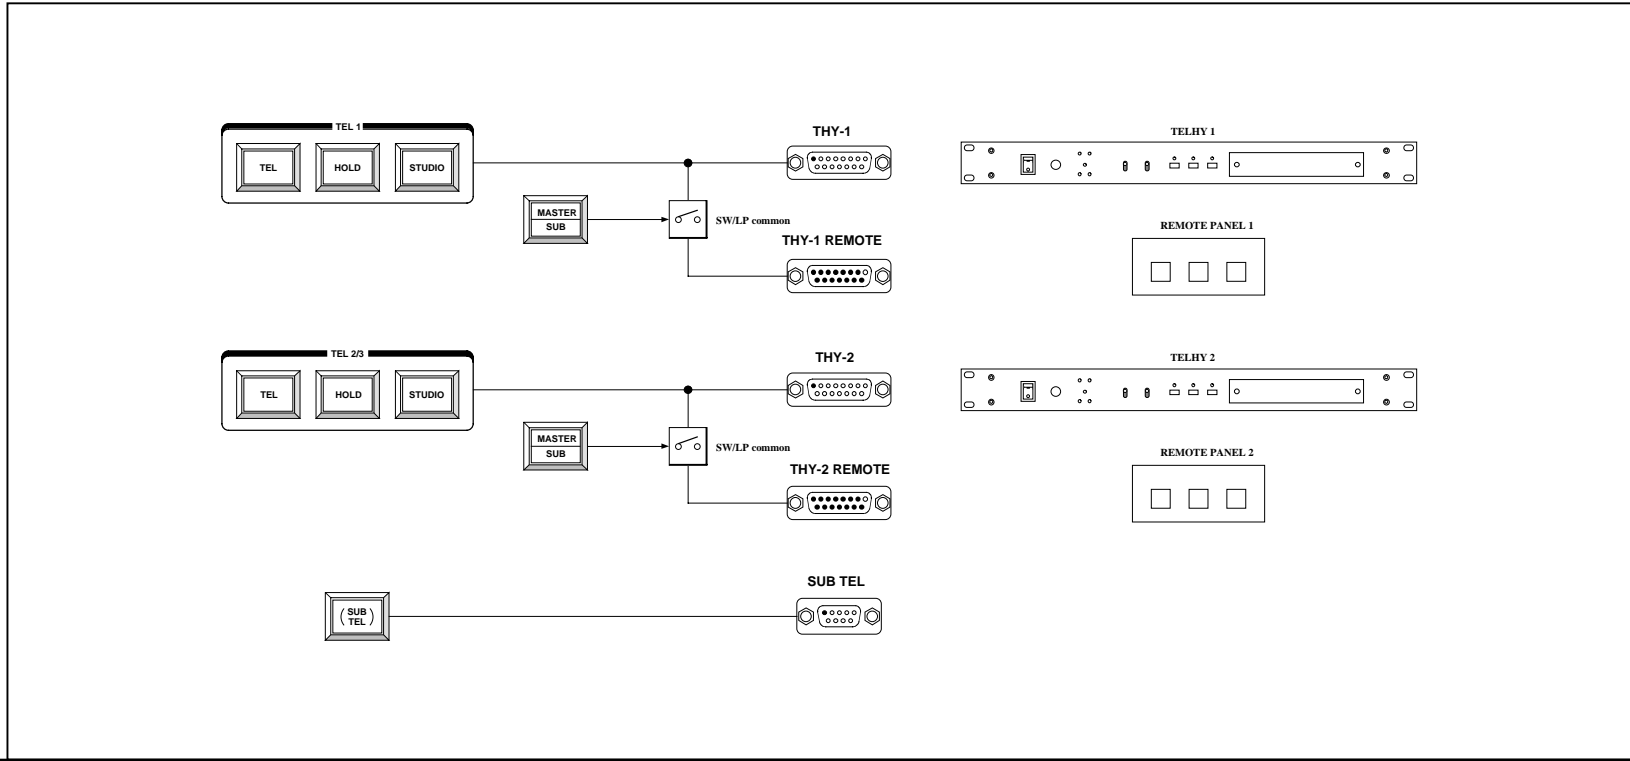 TEL 1
TEL
HOLD
STUDIO
THY-1
TELHY 1
MASTER
SUB
SW/LP common
THY-1 REMOTE
REMOTE PANEL 1
TEL 2/3
TEL
HOLD
STUDIO
THY-2
TELHY 2
MASTER
SUB
SW/LP common
THY-2 REMOTE
REMOTE PANEL 2
SUB TEL
(SUB
TEL)